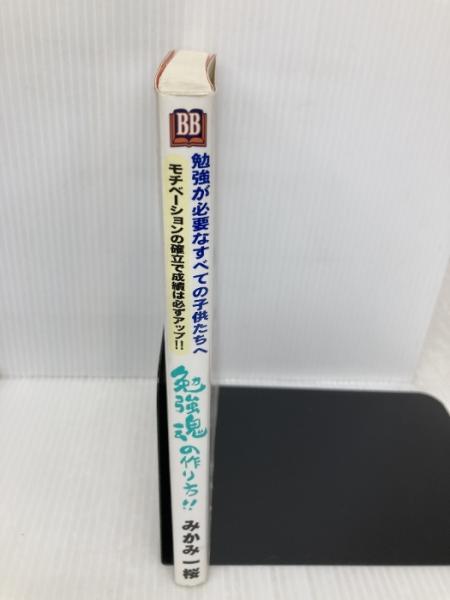 BB
勉強が必要なすべての子供たちへ
モチベーションの確立で成績は必ずアップ!!
勉強魂の作り方!!
みかみ一桜